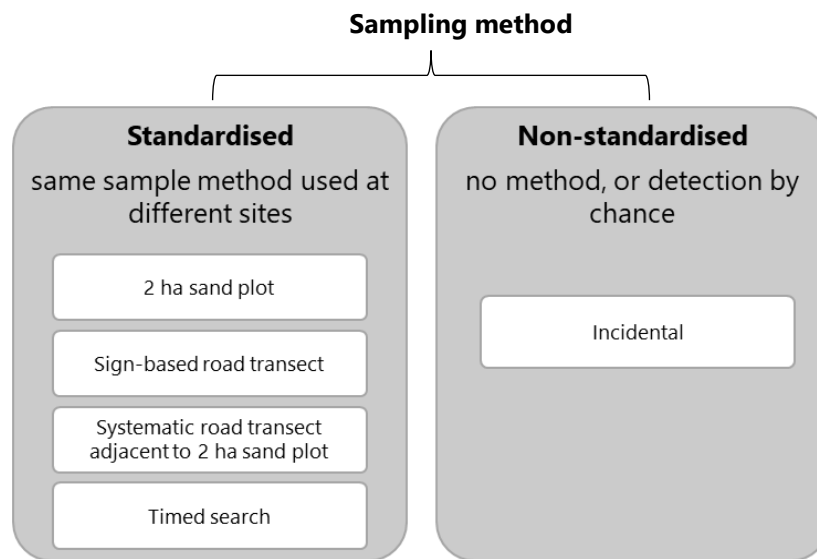 Sampling method
Standardised
same sample method used at
different sites
2 ha sand plot
Sign-based road transect
Systematic road transect
adjacent to 2 ha sand plot
Timed search
Non-standardised
no method, or detection by
chance
Incidental